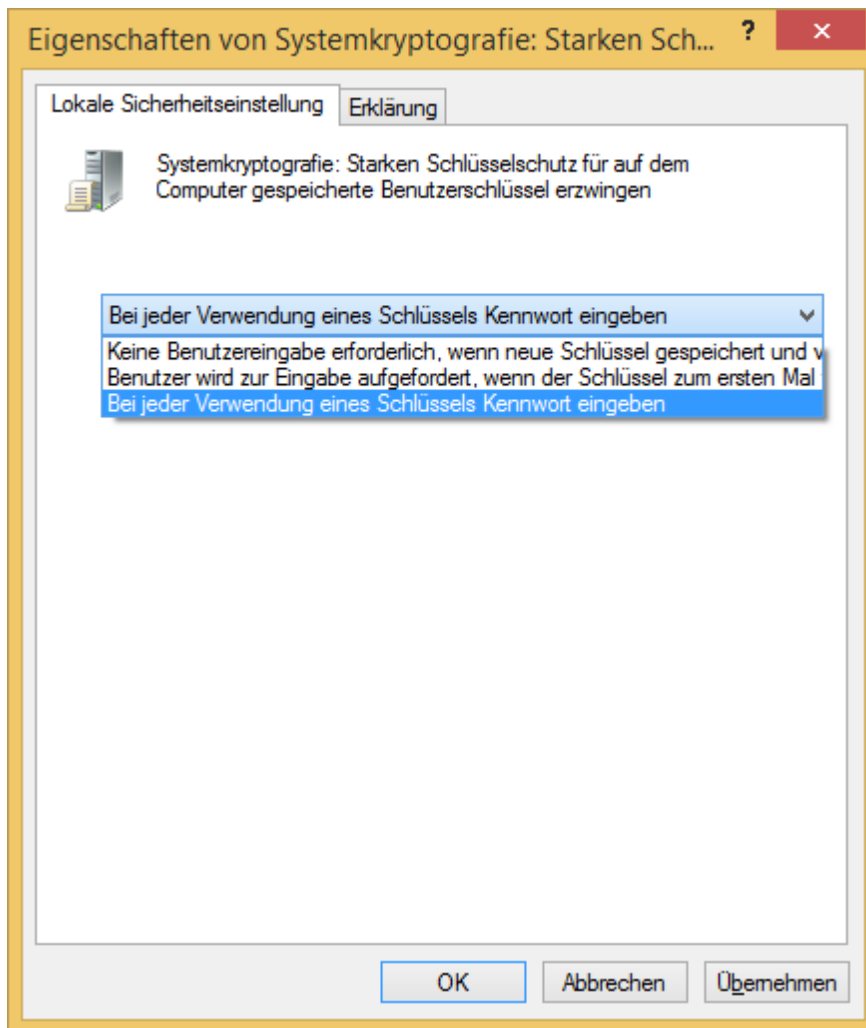 Eigenschaften von Systemkryptografie: Starken Sch...
?
Lokale Sicherheitseinstellung
Erklärung
Systemkryptografie: Starken Schlüsselschutz für auf dem
Computer gespeicherte Benutzerschlüssel erzwingen
Bei jeder Verwendung eines Schlüssels Kennwort eingeben
Keine Benutzereingabe erforderlich, wenn neue Schlüssel gespeichert und
Benutzer wird zur Eingabe aufgefordert, wenn der Schlüssel zum ersten Mal
Bei jeder Verwendung eines Schlüssels Kennwort eingeben
OK
Abbrechen
Übernehmen